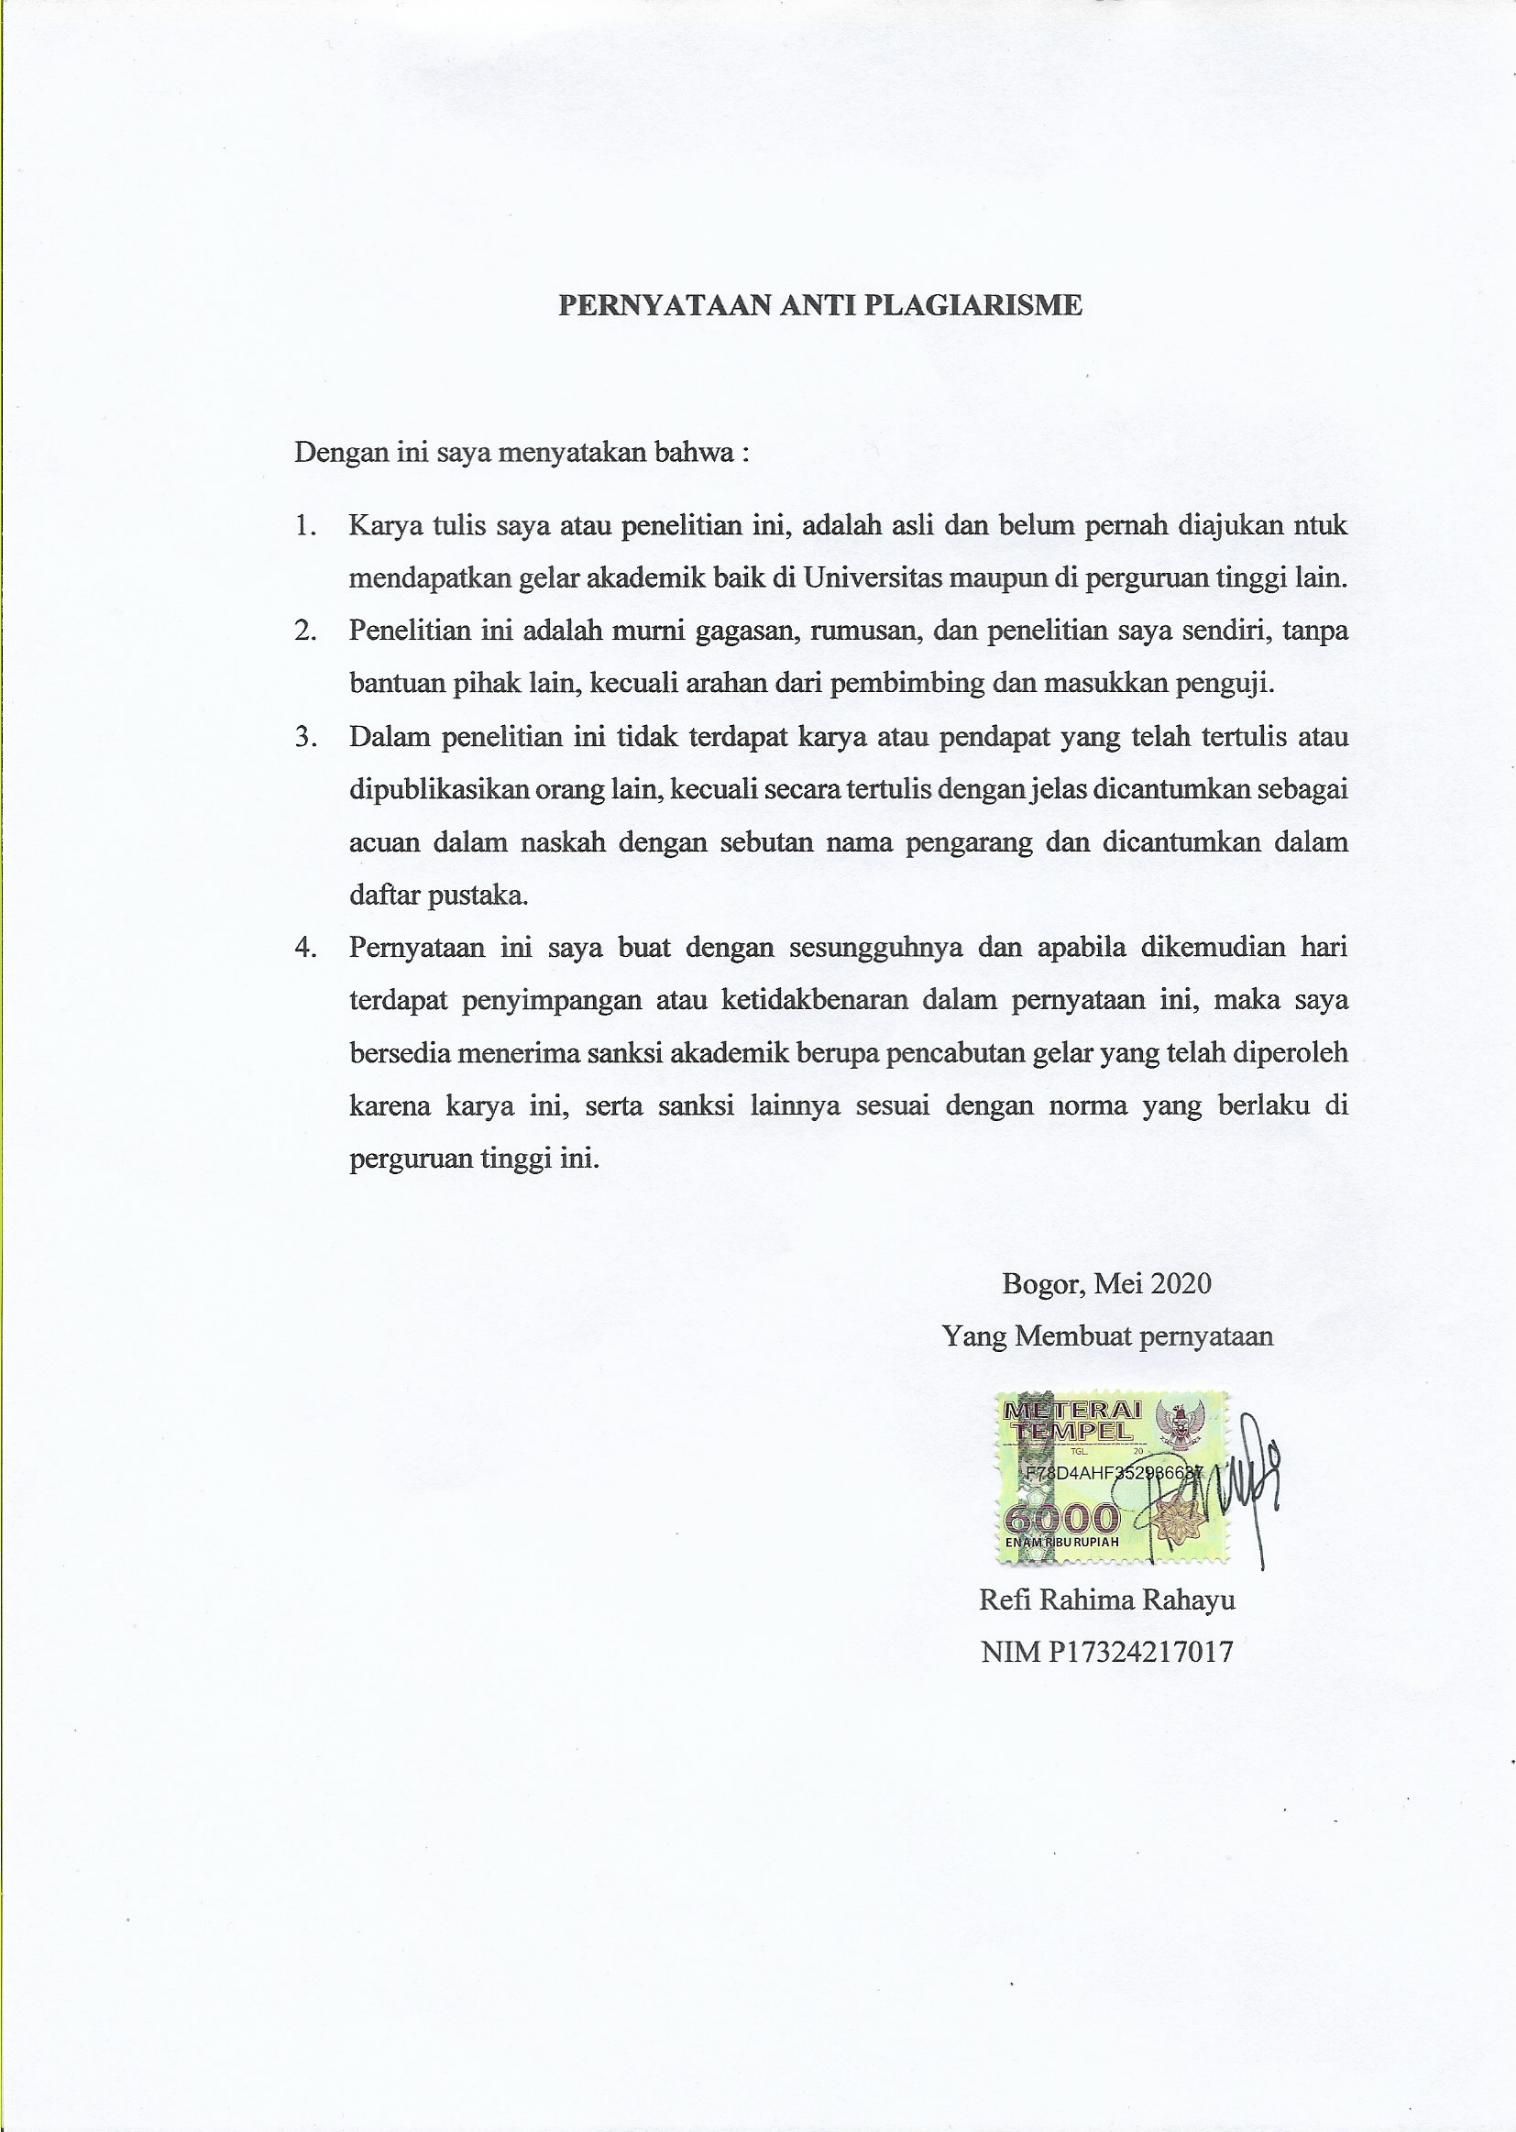 PERNYATAAN ANTI PLAGIARISME
Dengan ini saya menyatakan bahwa :
1. Karya tulis saya atau penelitian ini, adalah asli dan belum pernah diajukan ntuk
mendapatkan gelar akademik baik di Universitas maupun di perguruan tinggi lain.
2. Penelitian ini adalah murni gagasan, rumusan, dan penelitian saya sendiri, tanpa
bantuan pihak lain, kecuali arahan dari pembimbing dan masukkan penguji.
3. Dalam penelitian ini tidak terdapat karya atau pendapat yang telah tertulis atau
dipublikasikan orang lain, kecuali secara tertulis dengan jelas dicantumkan sebagai
acuan dalam naskah dengan sebutan nama pengarang dan dicantumkan dalam
daftar pustaka.
4. Pernyataan ini saya buat dengan sesungguhnya dan apabila dikemudian hari
terdapat penyimpangan atau ketidakbenaran dalam pernyataan ini, maka saya
bersedia menerima sanksi akademik berupa pencabutan gelar yang telah diperoleh
karena karya ini, serta sanksi lainnya sesuai dengan norma yang berlaku di
perguruan tinggi ini.
Bogor, Mei 2020
Yang Membuat pernyataan
METERAI
TEMPEL
TGL. 20
F78D4AHF352986637
6000
ENAM RIBU RUPIAH
Refi Rahima Rahayu
NIM P17324217017